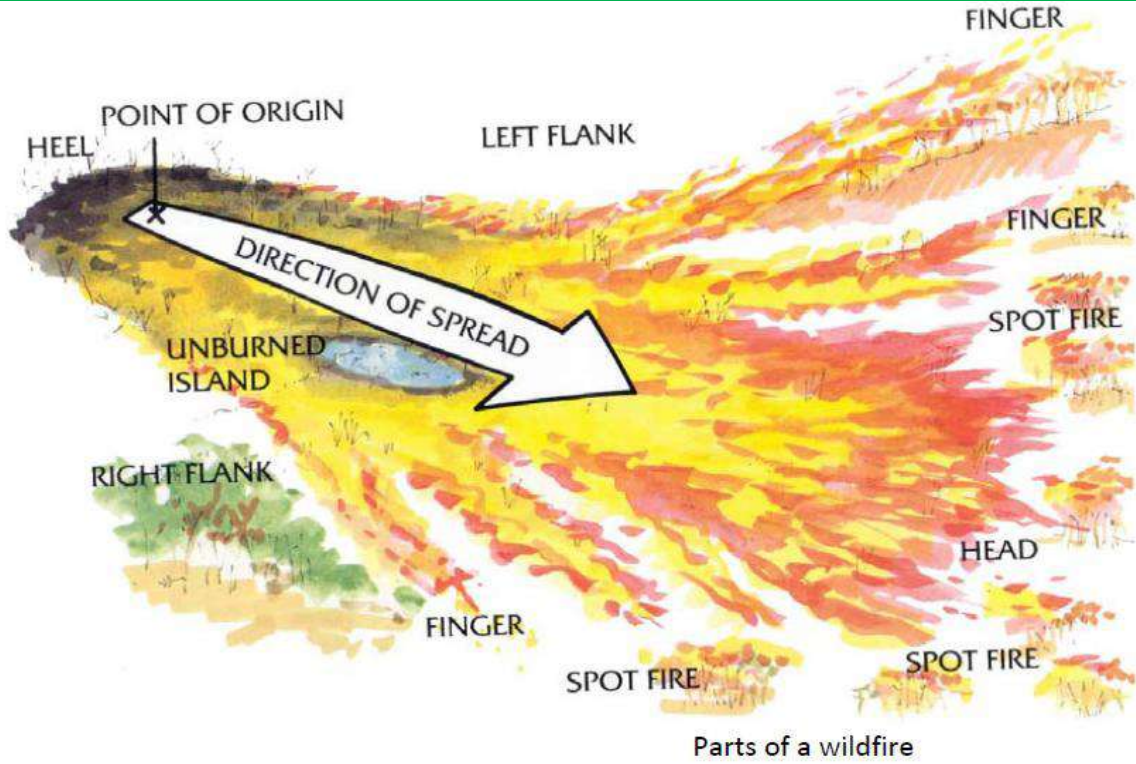 FINGER
POINT OF ORIGIN
HEEL
LEFT FLANK
FINGER
DIRECTION OF SPREAD
SPOT FIRE
UNBURNED
ISLAND
RIGHT FLANK
HEAD
FINGER
SPOT FIRE
SPOT FIRE
Parts of a wildfire